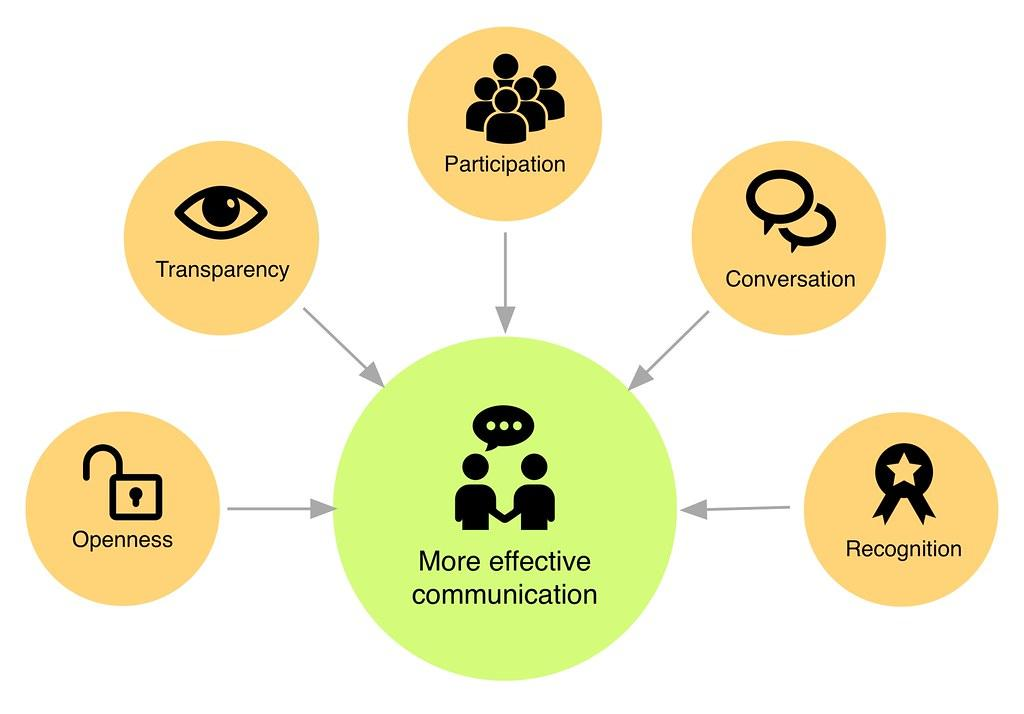 Participation
Transparency
Conversation
Openness
More effective
communication
Recognition